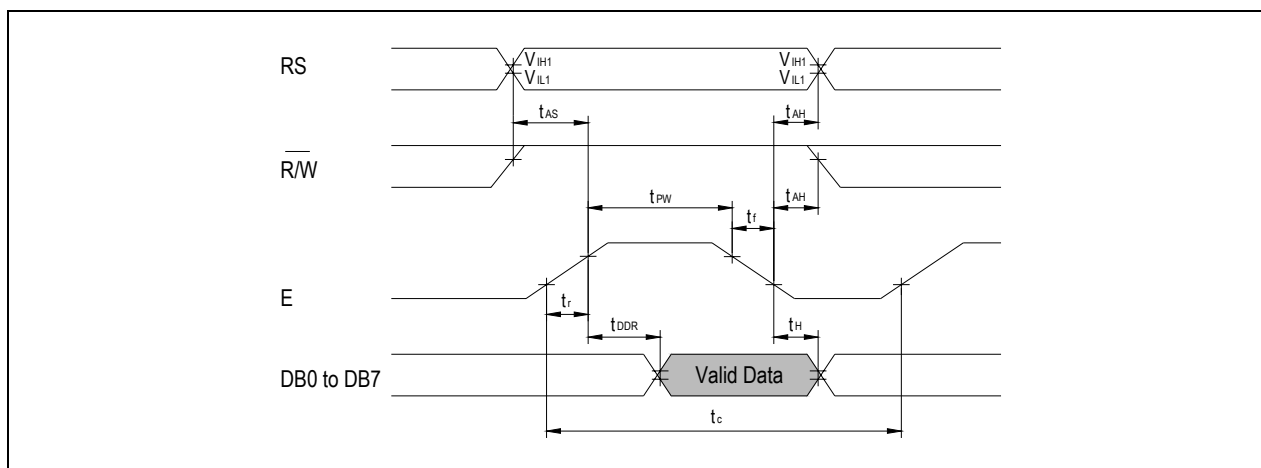 RS
VIH1
VIL1
VIH1
VIL1
tAS
tAH
R/W
tPW
tAH
tf
E
tr
tDDR
tH
DB0 to DB7
Valid Data
tc